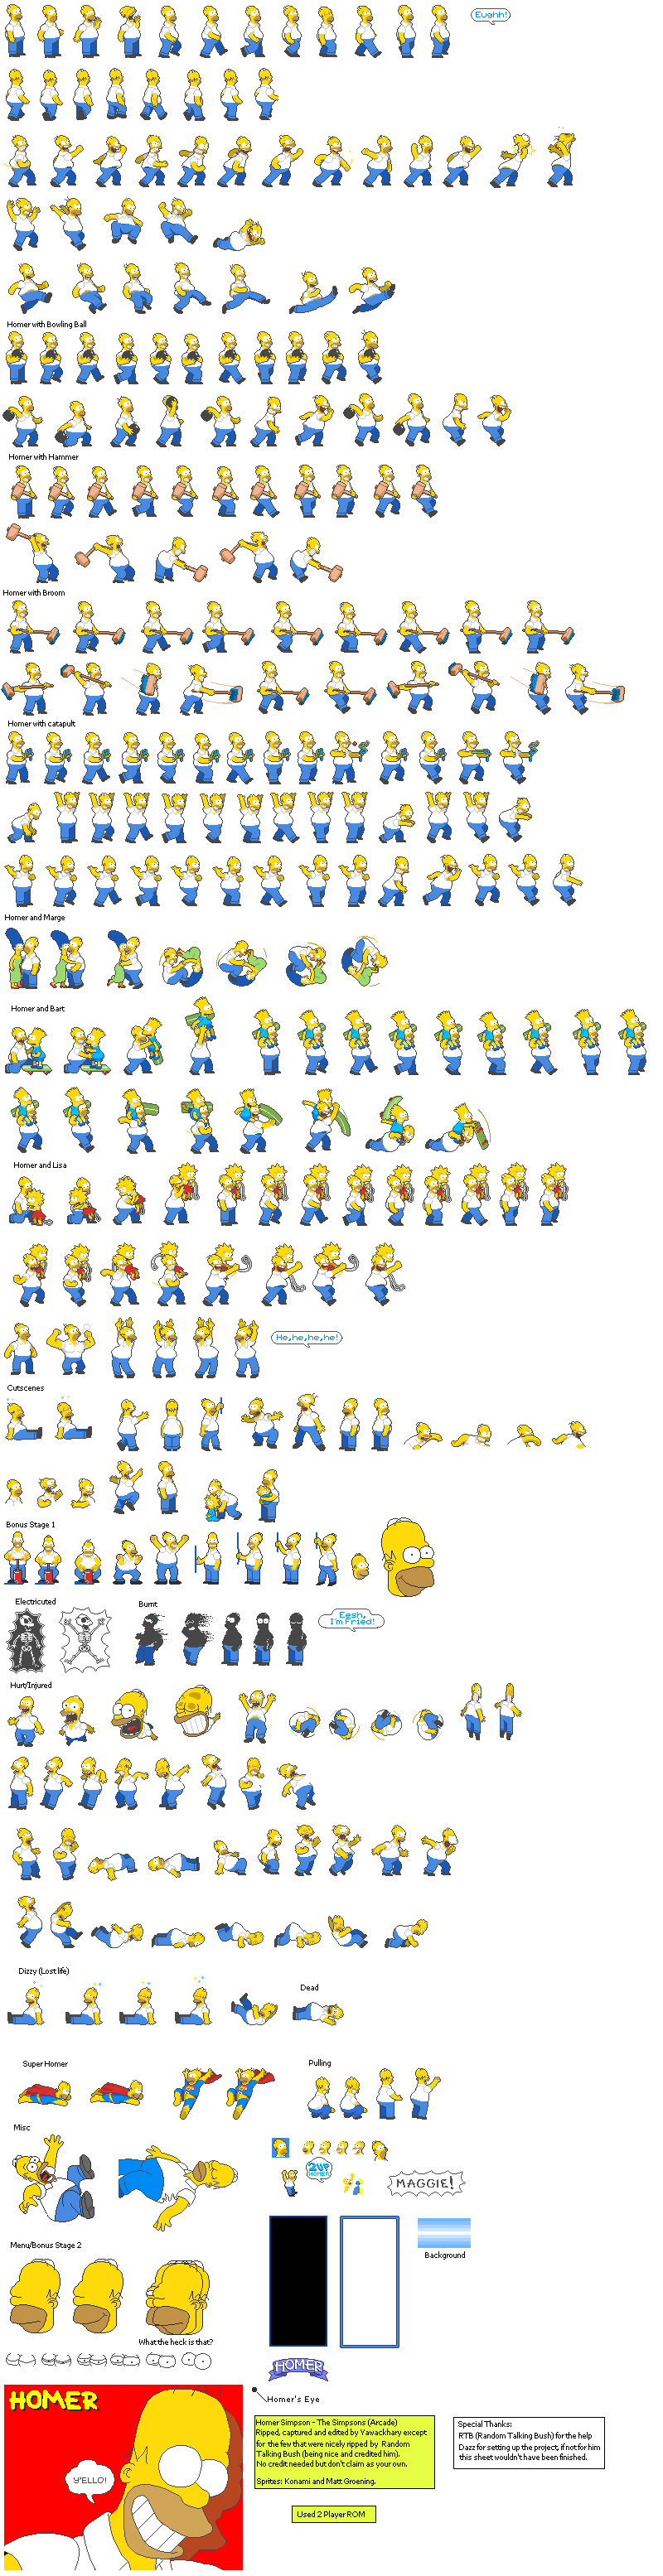 Eughh!
Homer with Bowling Ball
Homer with Hammer
Homer with Broom
Homer with catapult
Homer and Marge
Homer and Bart
Homer and Lisa
He,he,he,he!
Cutscenes
Bonus Stage 1
Electricuted
Burnt
Eesh,
I'm Fried!
Hurt/Injured
Dizzy (Lost life)
Dead
Super Homer
Pulling
Misc
2UP
HOMER
MAGGIE!
Menu/Bonus Stage 2
Background
What the heck is that?
HOMER
Homer's Eye
HOMER
Y'ELLO!
Homer Simpson - The Simpsons (Arcade)
Ripped, captured and edited by Yawackhary except
for the few that were nicely ripped by Random
Talking Bush (being nice and credited him).
No credit needed but don't claim as your own.
Sprites: Konami and Matt Groening.
Special Thanks:
RTB (Random Talking Bush) for the help
Dazz for setting up the project, if not for him
this sheet wouldn't have been finished.
Used 2 Player ROM